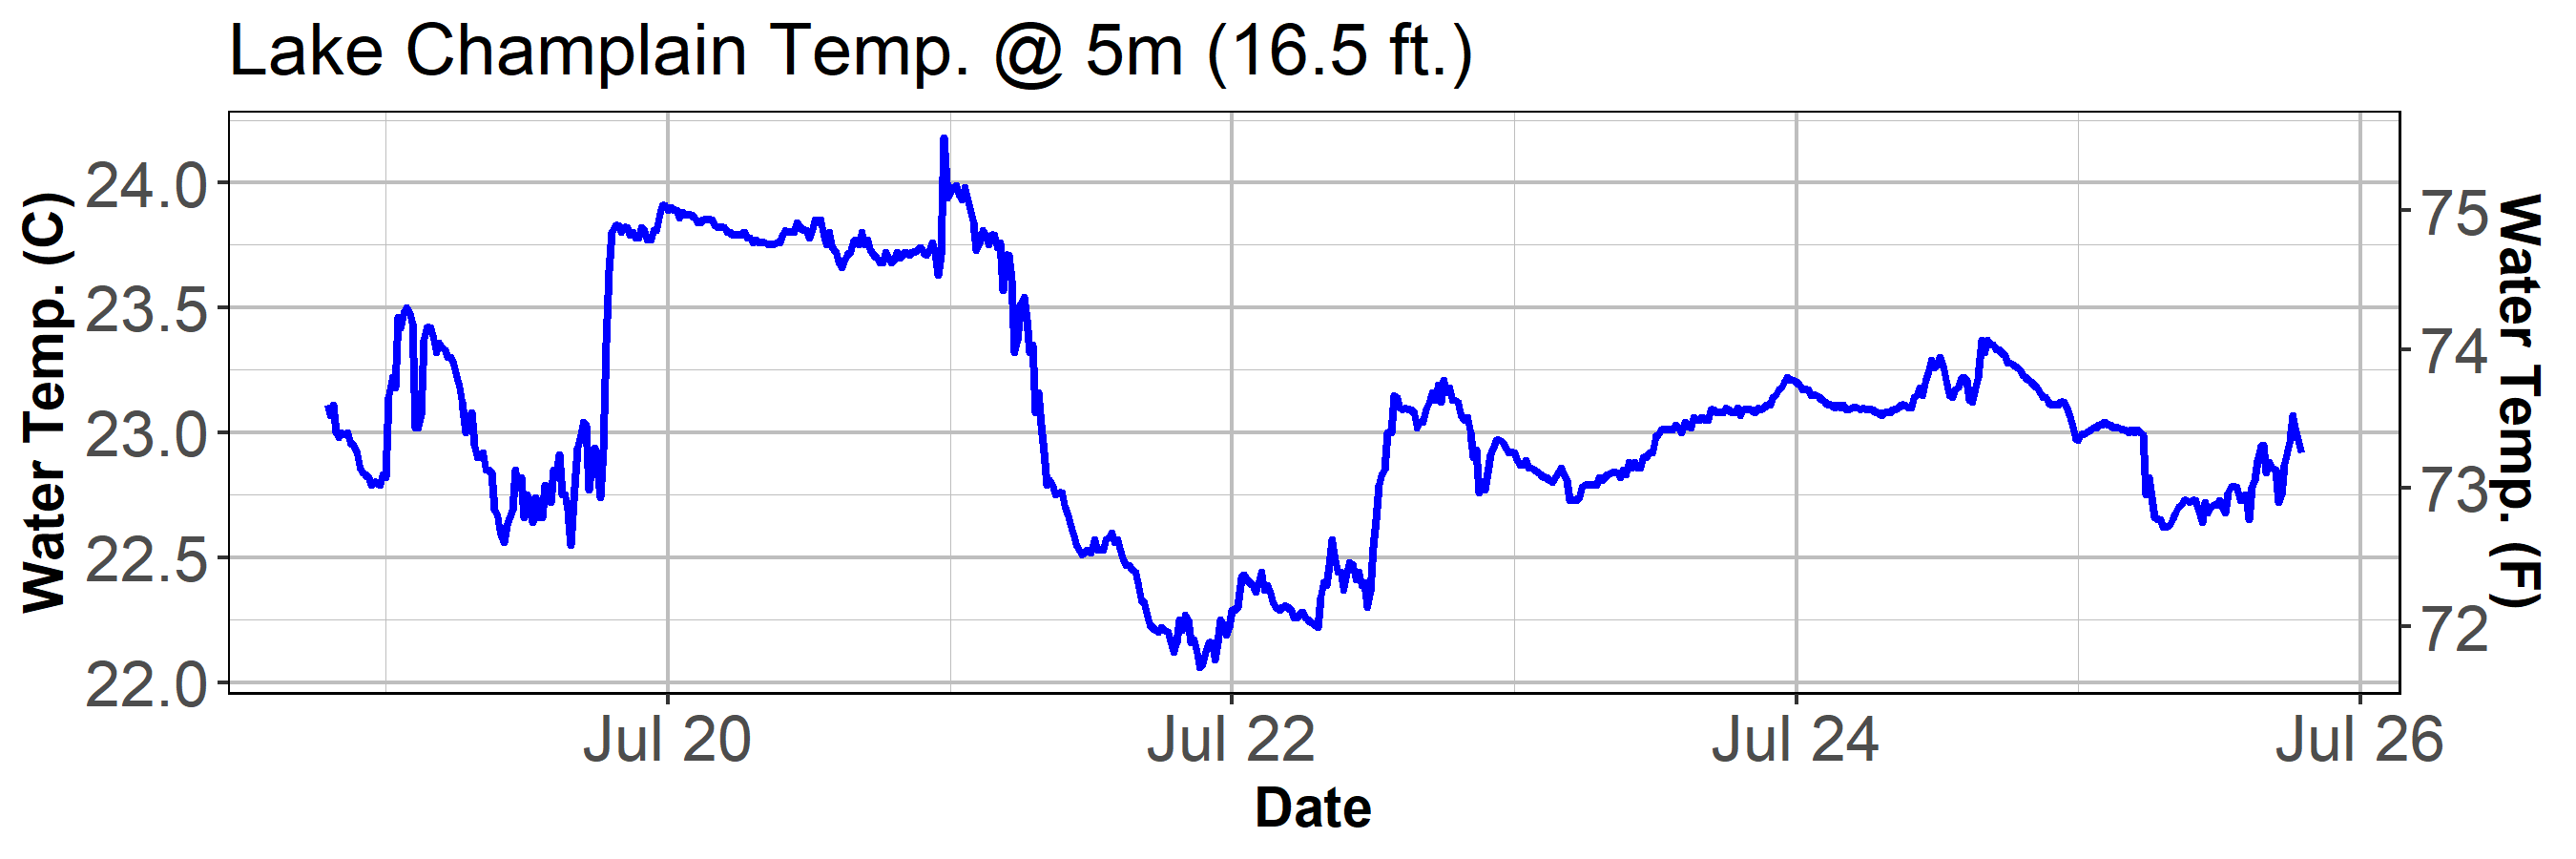 Lake Champlain Temp. @ 5m (16.5 ft.)
Water Temp. (C)
24.0
23.5
23.0
22.5
22.0
75
74
73
72
Water Temp. (F)
Jul 20
Jul 22
Jul 24
Jul 26
Date